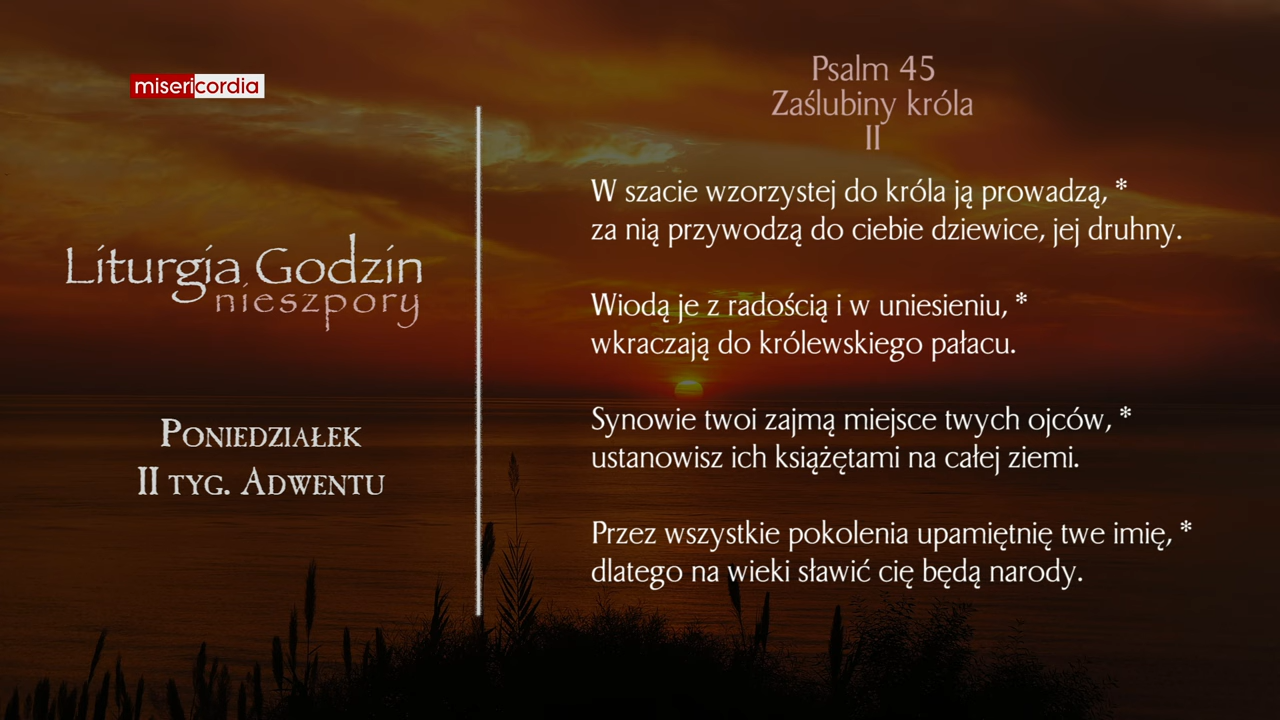 misericordia
Liturgia Godzin
nieszpory
Poniedziałek
II tyg. Adwentu
Psalm 45
Zaślubiny króla
II
W szacie wzorzystej do króla ją prowadzą, *
za nią przywodzą do ciebie dziewice, jej druhny.
Wiodą je z radością i w uniesieniu, *
wkraczają do królewskiego pałacu.
Synowie twoi zajmą miejsce twych ojców, *
ustanowisz ich książętami na całej ziemi.
Przez wszystkie pokolenia upamiętnię twe imię, *
dlatego na wieki sławić cię będą narody.